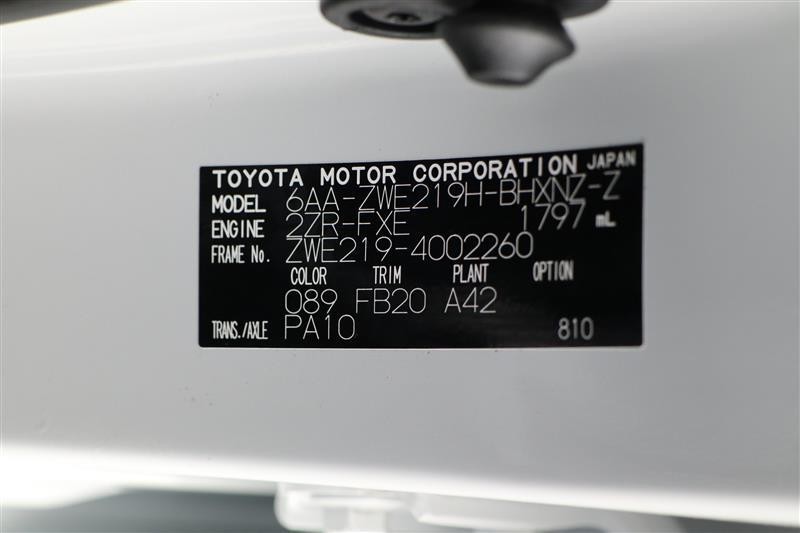 TOYOTA MOTOR CORPORATION JAPAN
MODEL 6AA-ZWE219H-BHXNZ-Z
ENGINE 2ZR-FXE 1797 mL
FRAME No. ZWE219-4002260
COLOR TRIM PLANT OPTION
089 FB20 A42
TRANS./AXLE PA10 810